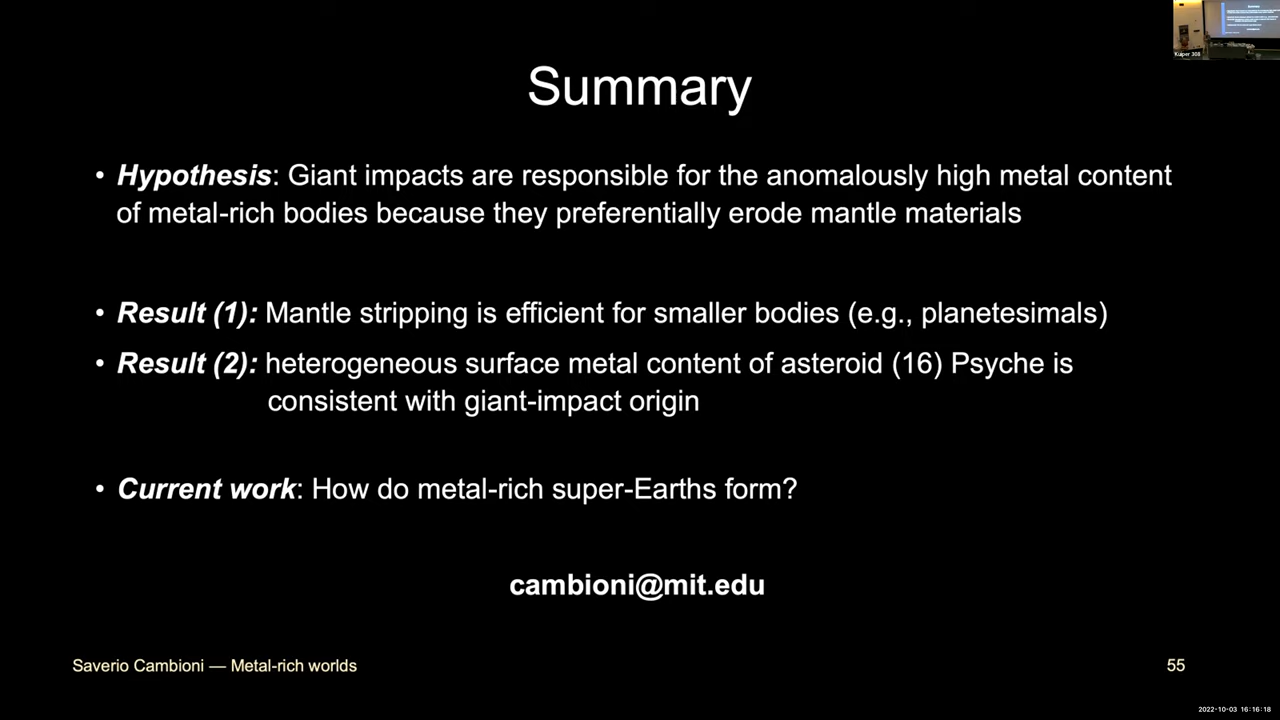 Kuiper 308
Summary
• Hypothesis: Giant impacts are responsible for the anomalously high metal content
of metal-rich bodies because they preferentially erode mantle materials
• Result (1): Mantle stripping is efficient for smaller bodies (e.g., planetesimals)
• Result (2): heterogeneous surface metal content of asteroid (16) Psyche is
consistent with giant-impact origin
• Current work: How do metal-rich super-Earths form?
cambioni@mit.edu
Saverio Cambioni — Metal-rich worlds
55
2022-10-03 16:16:18